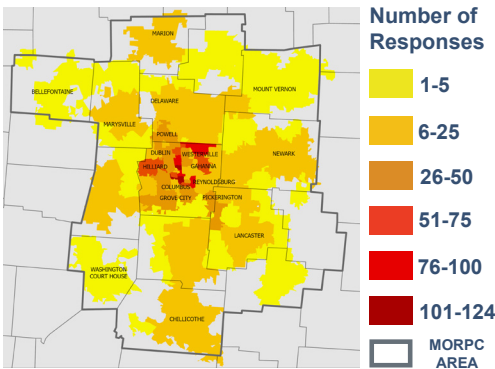 Number of
Responses
1-5
6-25
26-50
51-75
76-100
101-124
MORPC
AREA
MARION
BELLEFONTAINE
MOUNT VERNON
DELAWARE
MARYSVILLE
POWELL
DUBLIN
WESTERVILLE
NEWARK
HILLIARD
GAHANNA
REYNOLDSBURG
COLUMBUS
GROVE CITY
PICKERINGTON
LANCASTER
WASHINGTON
COURT HOUSE
CHILLICOTHE